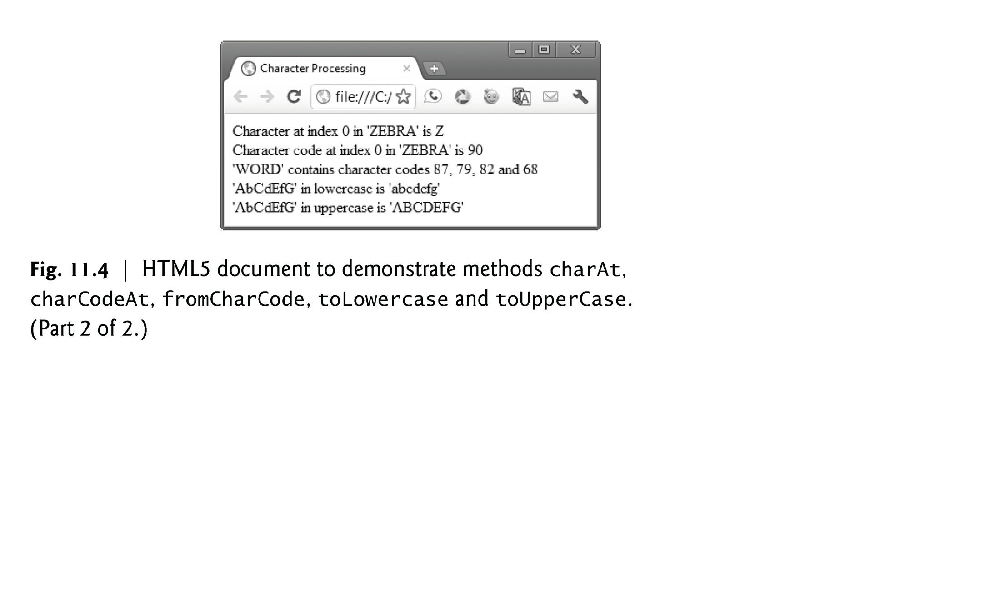 Character Processing
file:///C:/
Character at index 0 in 'ZEBRA' is Z
Character code at index 0 in 'ZEBRA' is 90
'WORD' contains character codes 87, 79, 82 and 68
'AbCdEfG' in lowercase is 'abcdefg'
'AbCdEfG' in uppercase is 'ABCDEFG'
Fig. 11.4 | HTML5 document to demonstrate methods charAt,
charCodeAt, fromCharCode, toLowercase and toUpperCase.
(Part 2 of 2.)